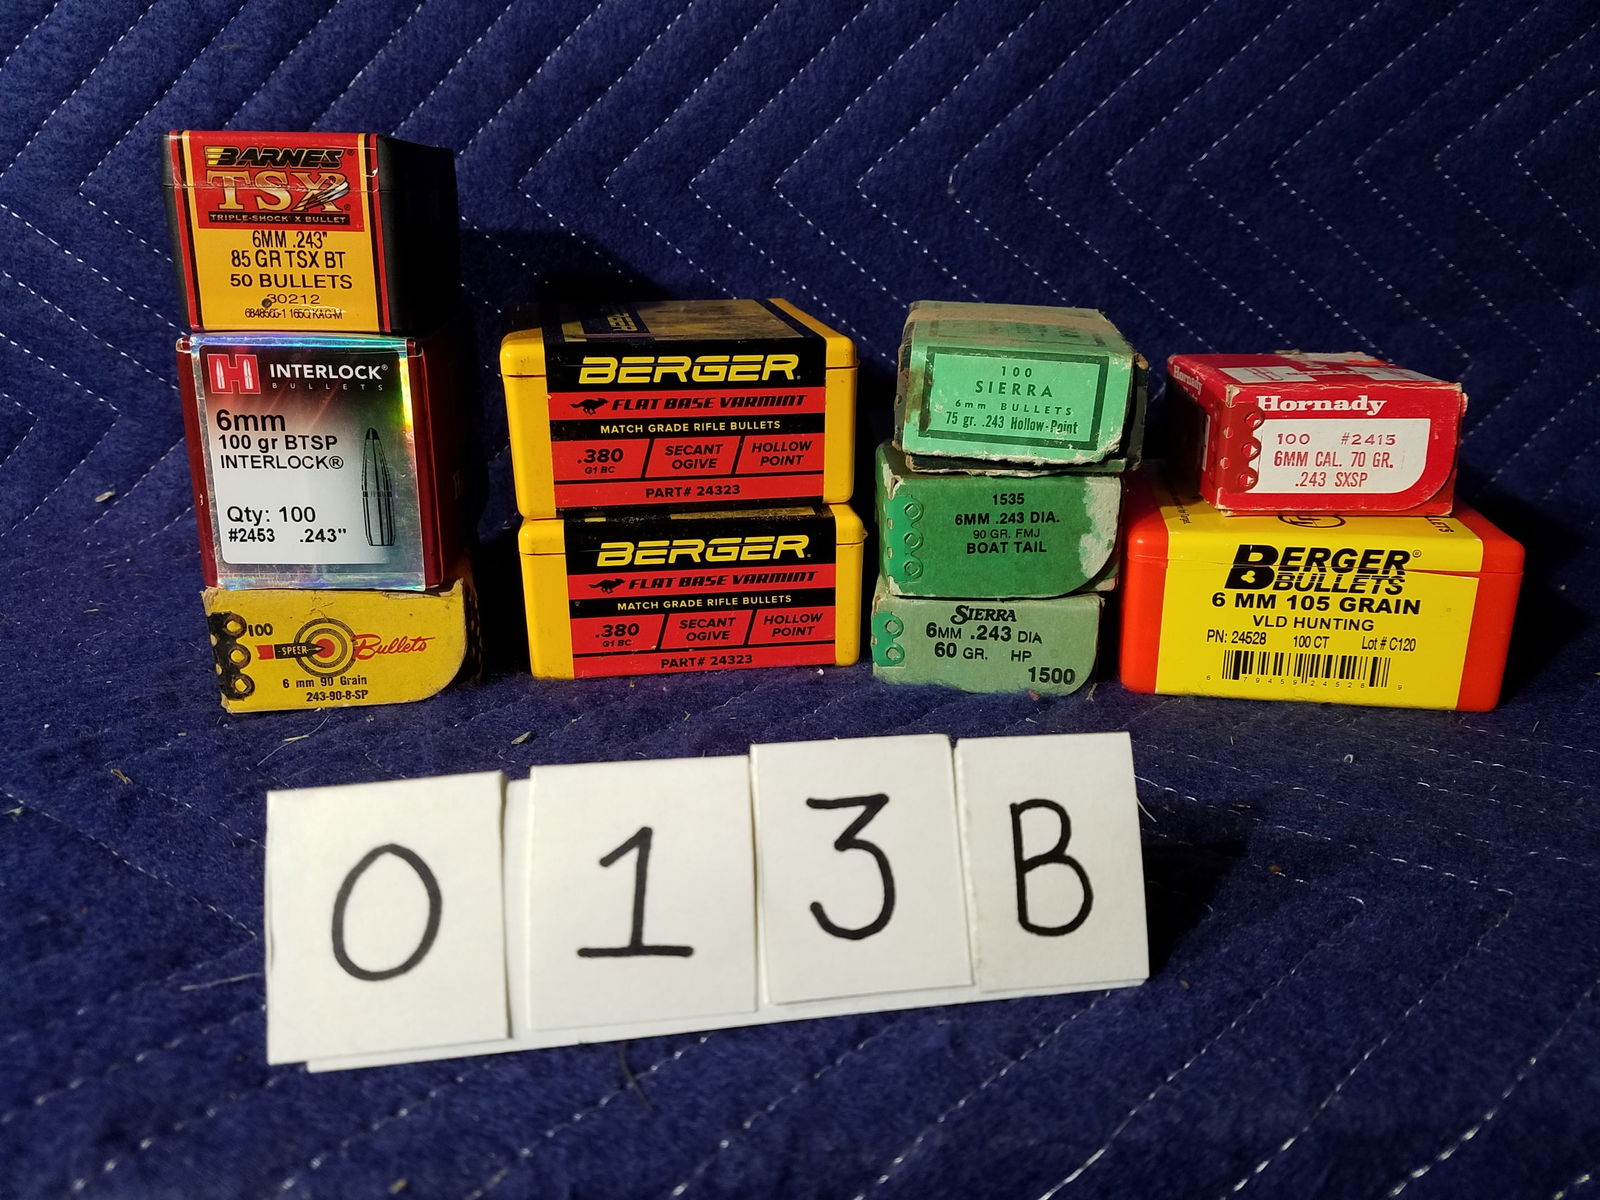 BARNES
TSX
TRIPLE-SHOCK X BULLET
6MM .243"
85 GR TSX BT
50 BULLETS
30212
H INTERLOCK®
BULLETS
6mm
100 gr BTSP
INTERLOCK®
Qty: 100
#2453 .243"
100
SPEER Bullets
6 mm 90 Grain
243-90-8-SP
BERGER
BERGER.
FLAT BASE VARMINT
MATCH GRADE RIFLE BULLETS
.380
G1 BC
SECANT
OGIVE
HOLLOW
POINT
PART# 24323
BERGER.
FLAT BASE VARMINT
MATCH GRADE RIFLE BULLETS
.380
G1 BC
SECANT
OGIVE
HOLLOW
POINT
PART# 24323
100
SIERRA
6mm BULLETS
75 gr. .243 Hollow-Point
1535
6MM .243 DIA.
90 GR. FMJ
BOAT TAIL
SIERRA
6MM .243 DIA
60 GR. HP
1500
Hornady
Hornady
100 #2415
6MM CAL. 70 GR.
.243 SXSP
BERGER®
BULLETS
6 MM 105 GRAIN
VLD HUNTING
PN: 24528 100 CT Lot # C120
6 79459 24528 9
0 1 3 B